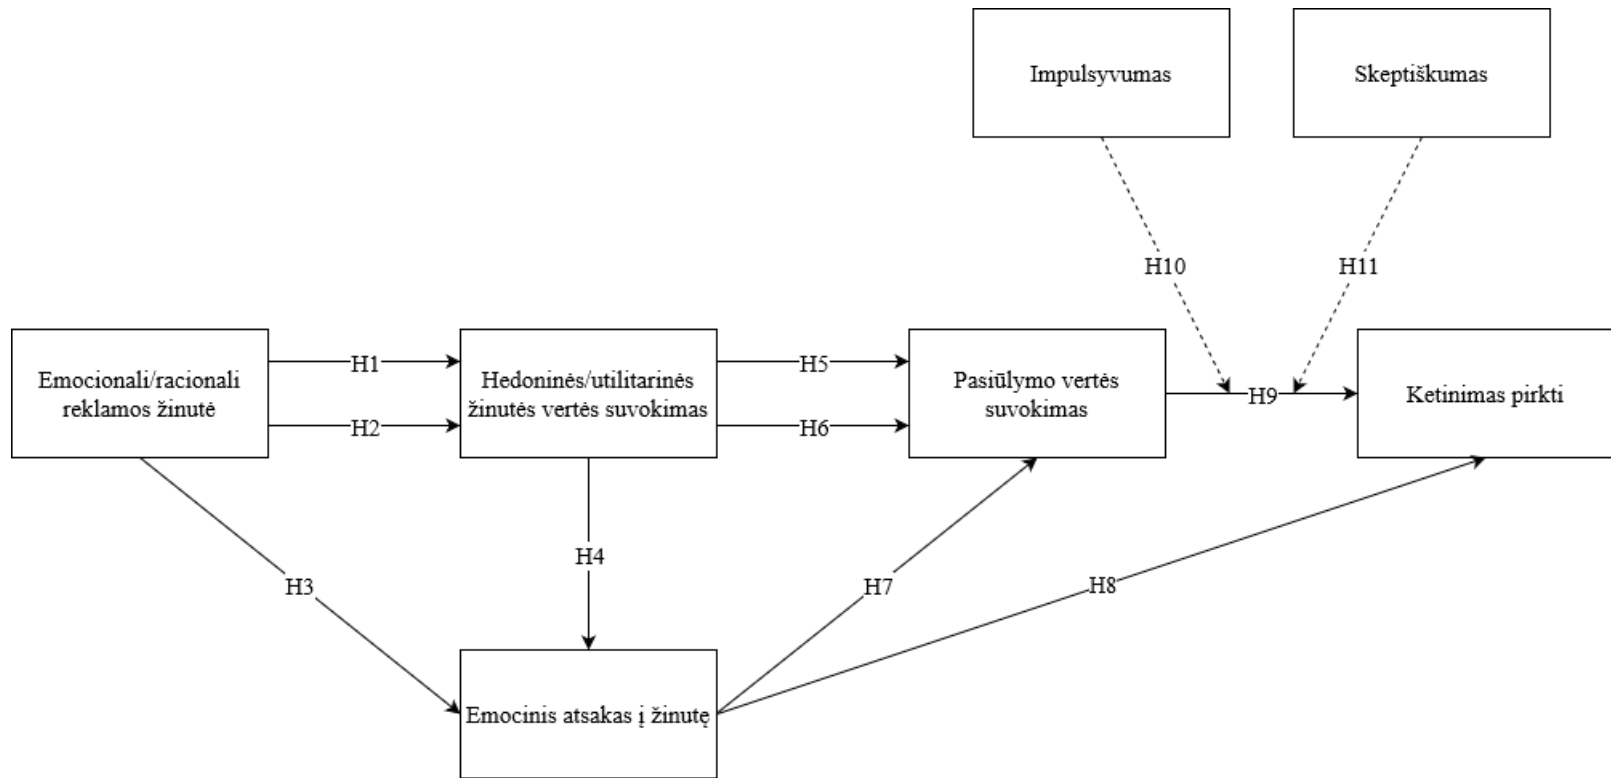 Impulsyvumas
Skeptiškumas
H10
H11
Emocionali/racionali
reklamos žinutė
H1
H2
Hedoninės/utilitarinės
žinutės vertės suvokimas
H5
H6
Pasiūlymo vertės
suvokimas
H9
Ketinimas pirkti
H3
H4
H7
H8
Emocinis atsakas į žinutę